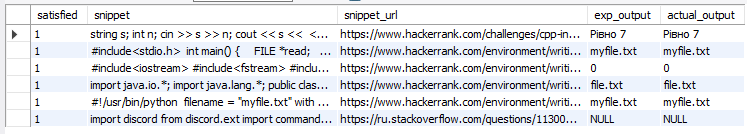 satisfied snippet snippet_url exp_output actual_output
1 string s; int n; cin >> s >> n; cout << s << <... https://www.hackerrank.com/challenges/cpp-in... Рівно 7 Рівно 7
1 #include<stdio.h> int main() { FILE *read; ... https://www.hackerrank.com/environment/writi... myfile.txt myfile.txt
1 #include<iostream> #include<fstream> #inclu... https://www.hackerrank.com/environment/writi... 0 0
1 import java.io.*; import java.lang.*; public clas... https://www.hackerrank.com/environment/writi... file.txt file.txt
1 #!/usr/bin/python filename = "myfile.txt" with ... https://www.hackerrank.com/environment/writi... myfile.txt myfile.txt
1 import discord from discord.ext import comman... https://ru.stackoverflow.com/questions/11300... NULL NULL